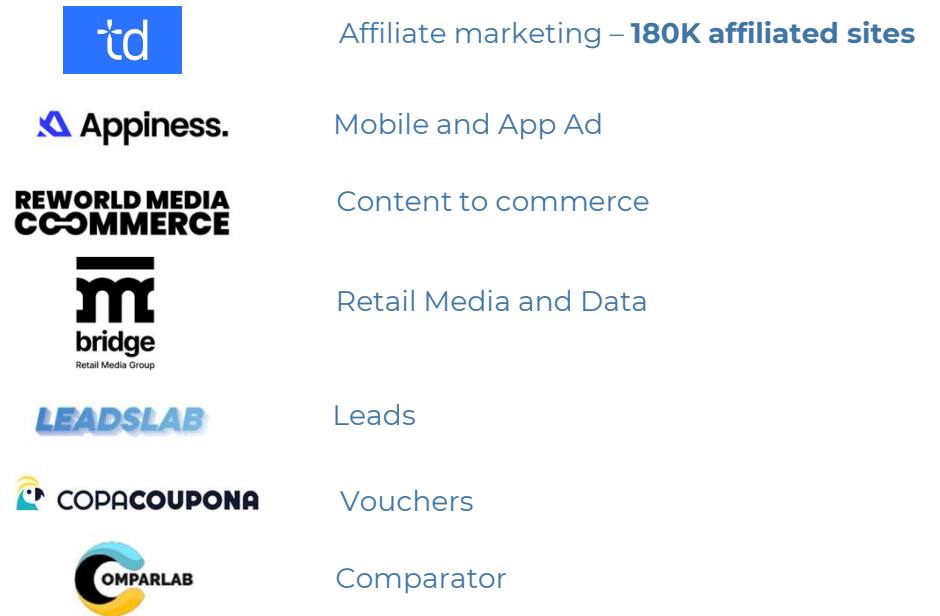 td
Affiliate marketing – 180K affiliated sites
Appiness.
Mobile and App Ad
REWORLD MEDIA
COMMERCE
Content to commerce
m
bridge
Retail Media Group
Retail Media and Data
LEADSLAB
Leads
COPACOUPONA
Vouchers
COMPARLAB
Comparator